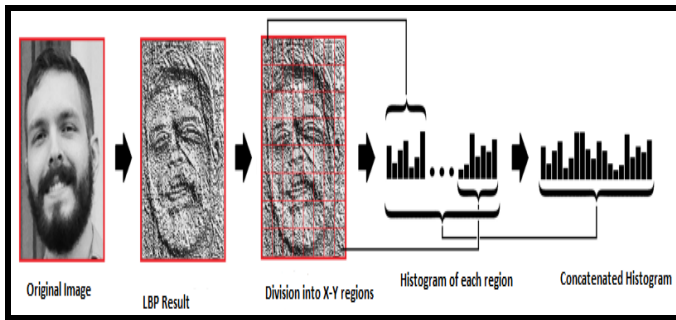 Original Image
LBP Result
Division into X-Y regions
Histogram of each region
Concatenated Histogram